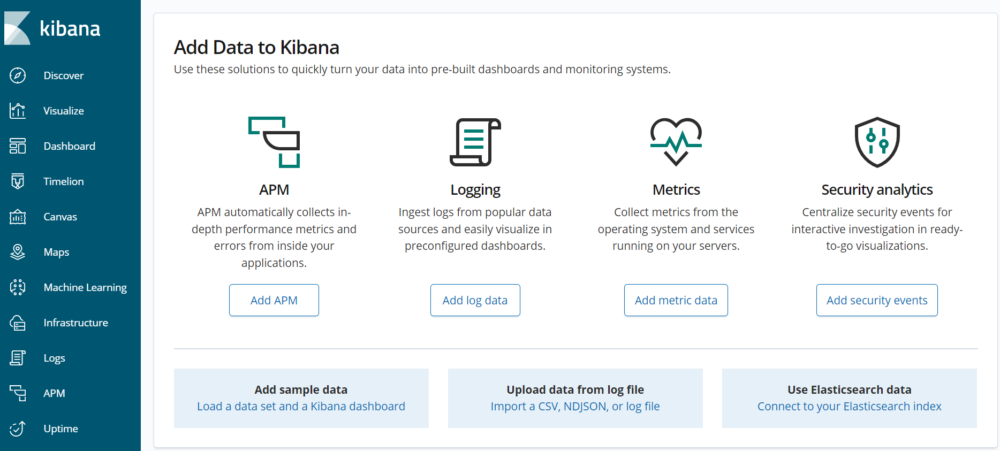 kibana
Discover
Visualize
Dashboard
Timelion
Canvas
Maps
Machine Learning
Infrastructure
Logs
APM
Uptime
Add Data to Kibana
Use these solutions to quickly turn your data into pre-built dashboards and monitoring systems.
APM
APM automatically collects in-
depth performance metrics and
errors from inside your
applications.
Add APM
Logging
Ingest logs from popular data
sources and easily visualize in
preconfigured dashboards.
Add log data
Metrics
Collect metrics from the
operating system and services
running on your servers.
Add metric data
Security analytics
Centralize security events for
interactive investigation in ready-
to-go visualizations.
Add security events
Add sample data
Load a data set and a Kibana dashboard
Upload data from log file
Import a CSV, NDJSON, or log file
Use Elasticsearch data
Connect to your Elasticsearch index